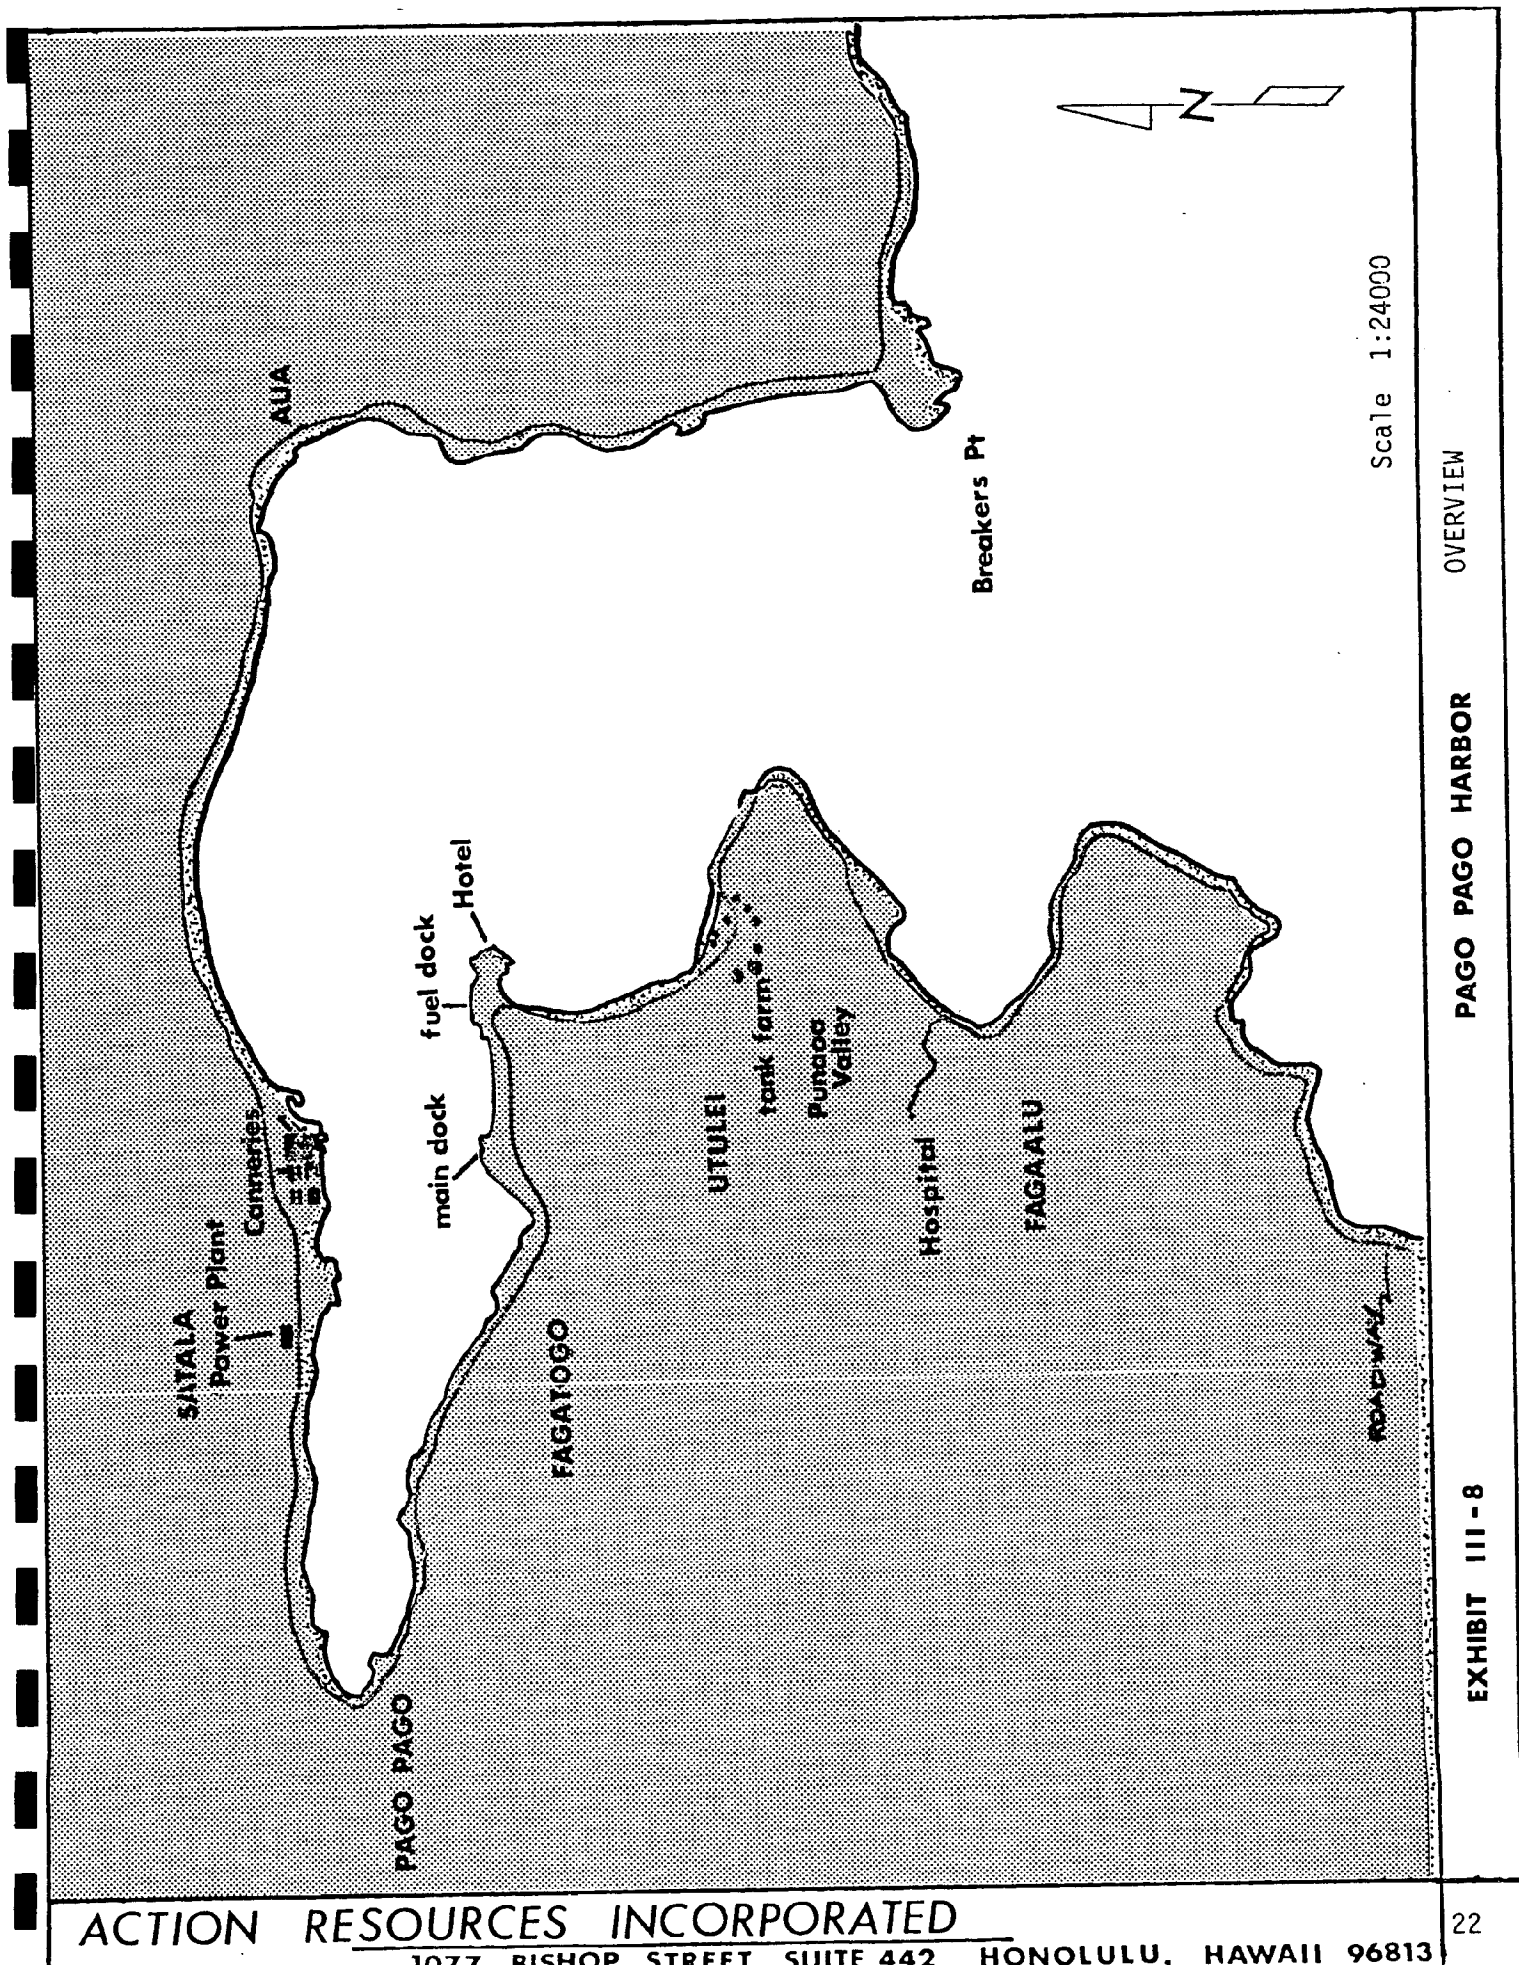 AUA
SATALA
Power Plant
Canneries
Hotel
fuel dock
main dock
PAGO PAGO
FAGATOGO
UTULEI
tank farm
Punaoa
Valley
Breakers Pt
Hospital
FAGAALU
N
Scale 1:24000
ROADWAY
EXHIBIT III-8
PAGO PAGO HARBOR
OVERVIEW
ACTION RESOURCES INCORPORATED
1077 BISHOP STREET SUITE 442 HONOLULU, HAWAII 96813
22